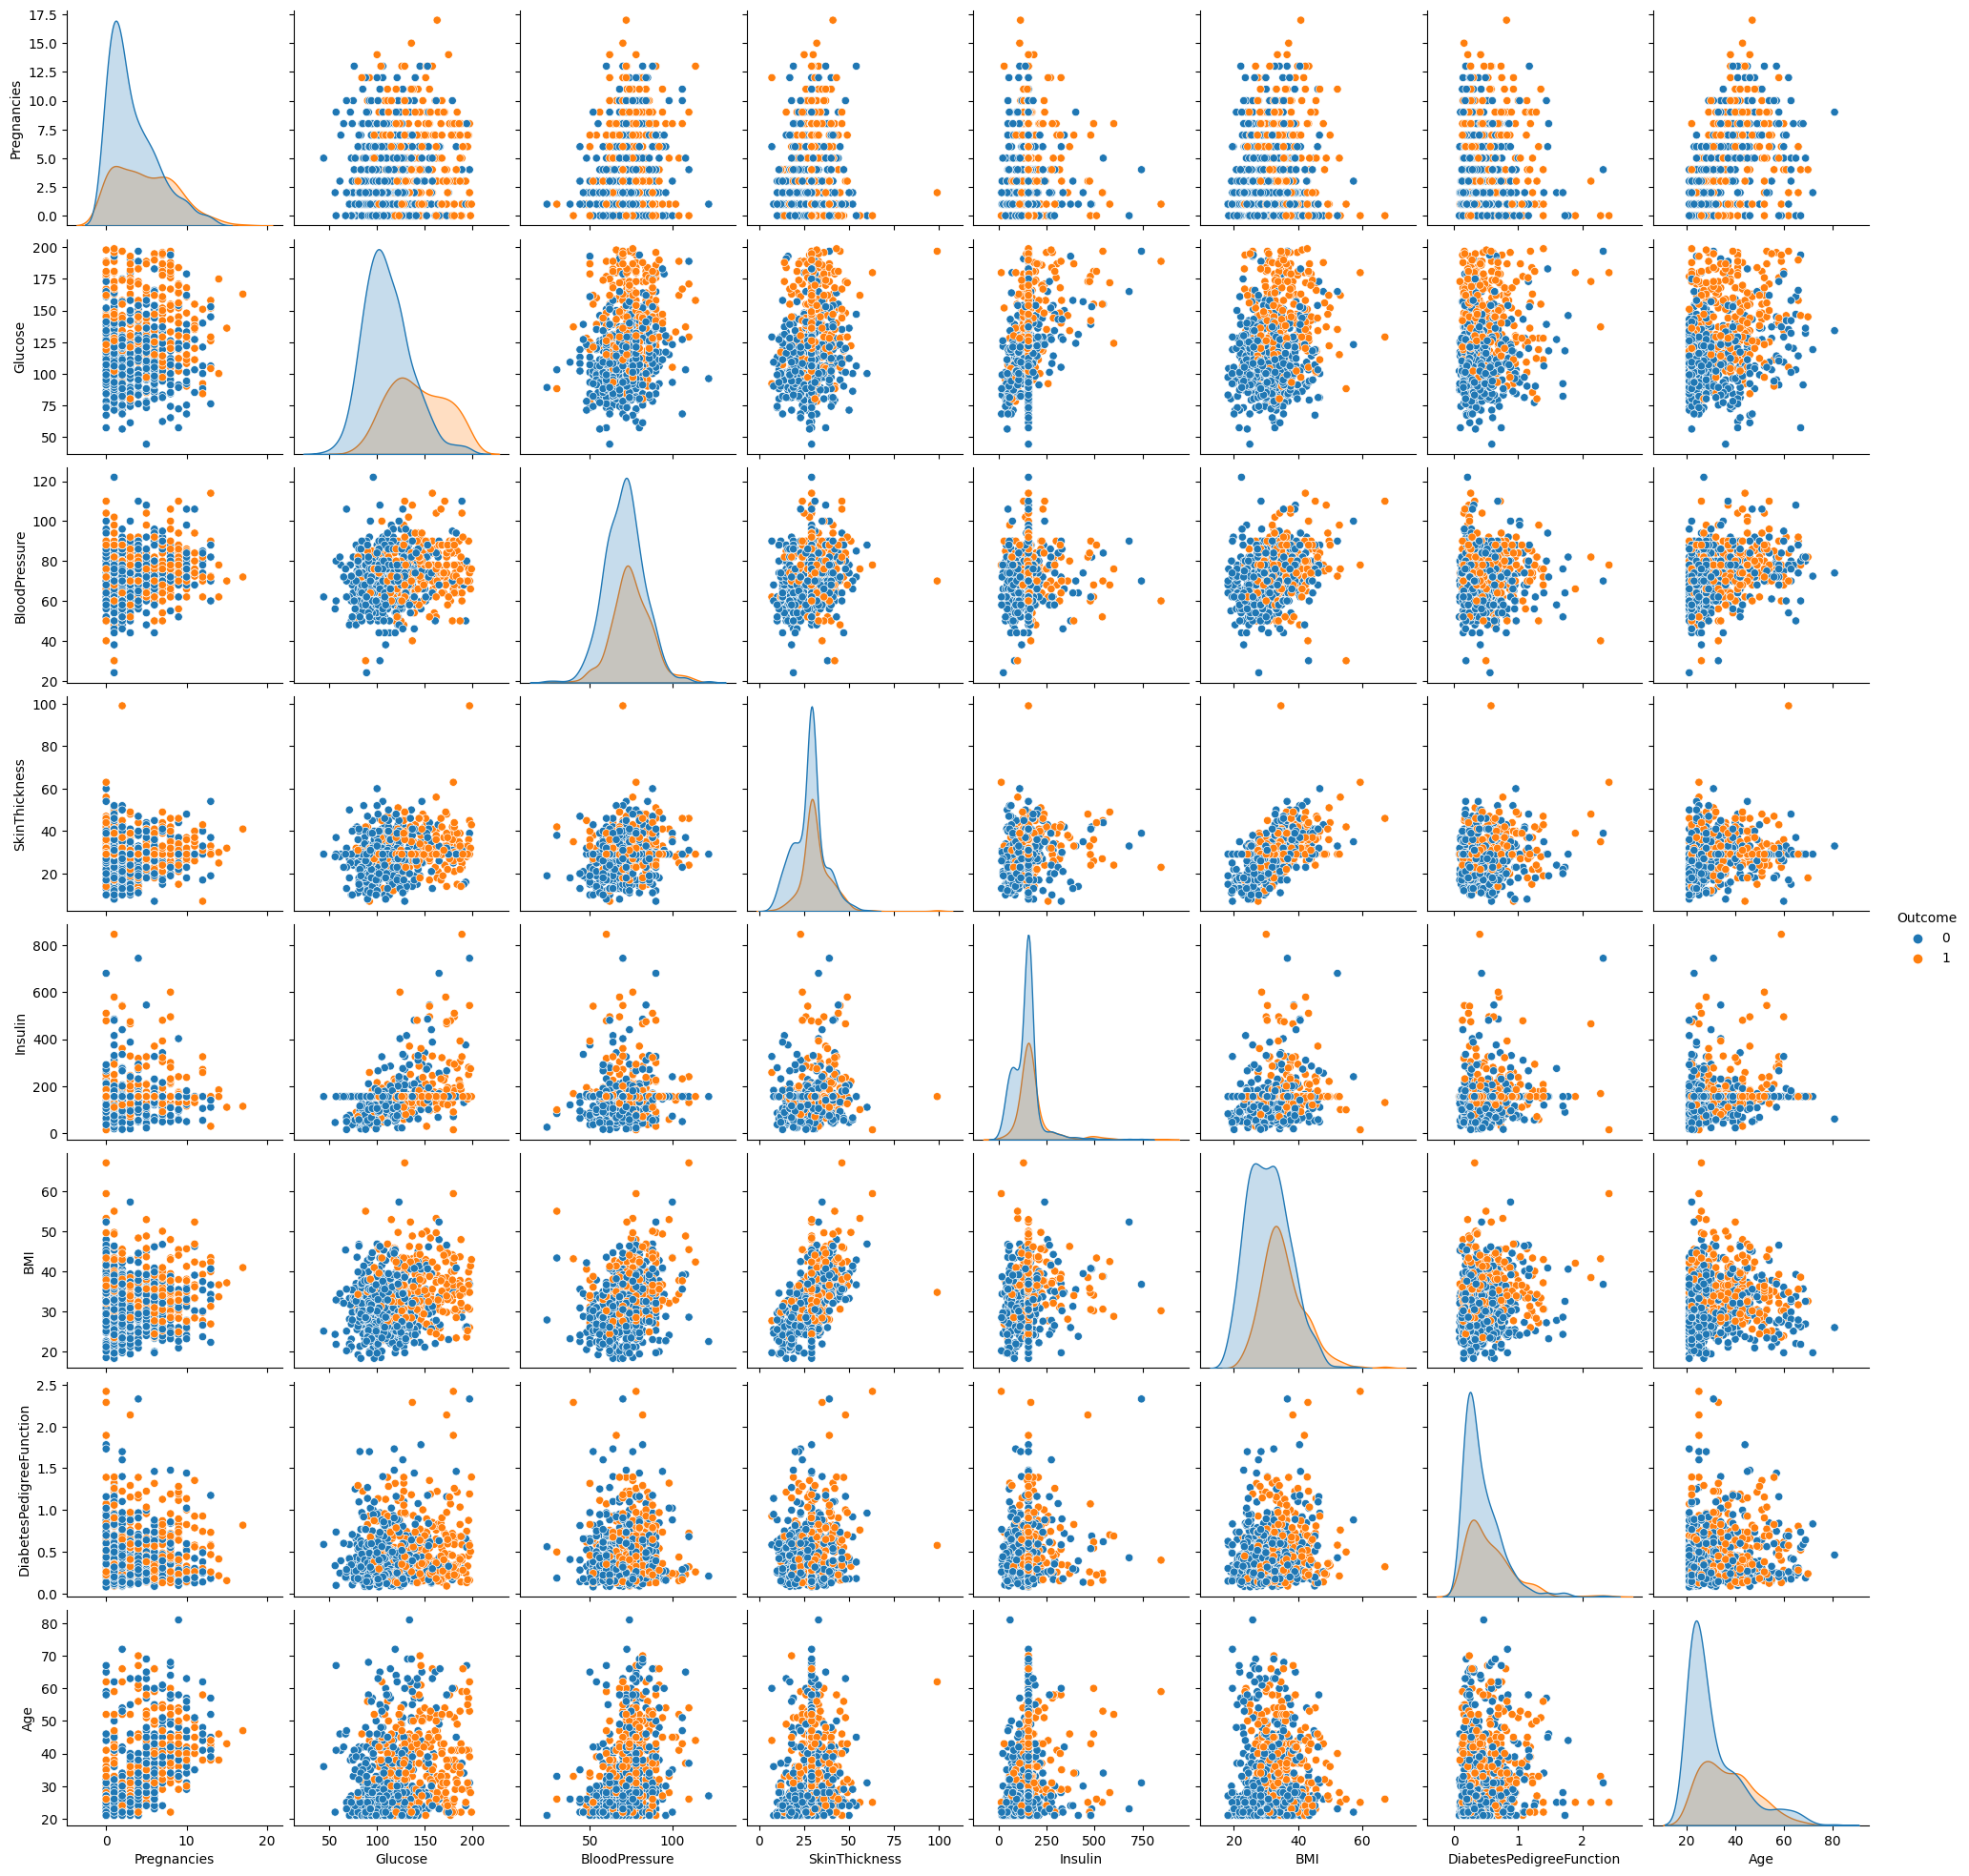 17.5
15.0
12.5
10.0
7.5
5.0
2.5
0.0
Pregnancies
200
175
150
125
100
75
50
Glucose
120
100
80
60
40
20
BloodPressure
100
80
60
40
20
SkinThickness
800
600
400
200
0
Insulin
Outcome
0
1
60
50
40
30
20
BMI
2.5
2.0
1.5
1.0
0.5
0.0
DiabetesPedigreeFunction
80
70
60
50
40
30
20
Age
0 10 20
Pregnancies
50 100 150 200
Glucose
50 100
BloodPressure
0 25 50 75 100
SkinThickness
0 250 500 750
Insulin
20 40 60
BMI
0 1 2
DiabetesPedigreeFunction
20 40 60 80
Age